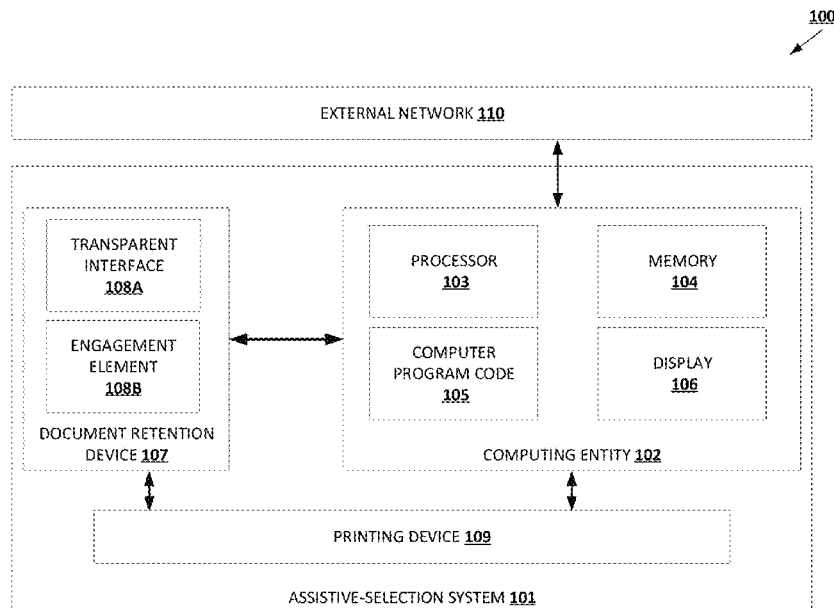 100
EXTERNAL NETWORK 110
TRANSPARENT
INTERFACE
108A
ENGAGEMENT
ELEMENT
108B
DOCUMENT RETENTION
DEVICE 107
PROCESSOR
103
MEMORY
104
COMPUTER
PROGRAM CODE
105
DISPLAY
106
COMPUTING ENTITY 102
PRINTING DEVICE 109
ASSISTIVE-SELECTION SYSTEM 101